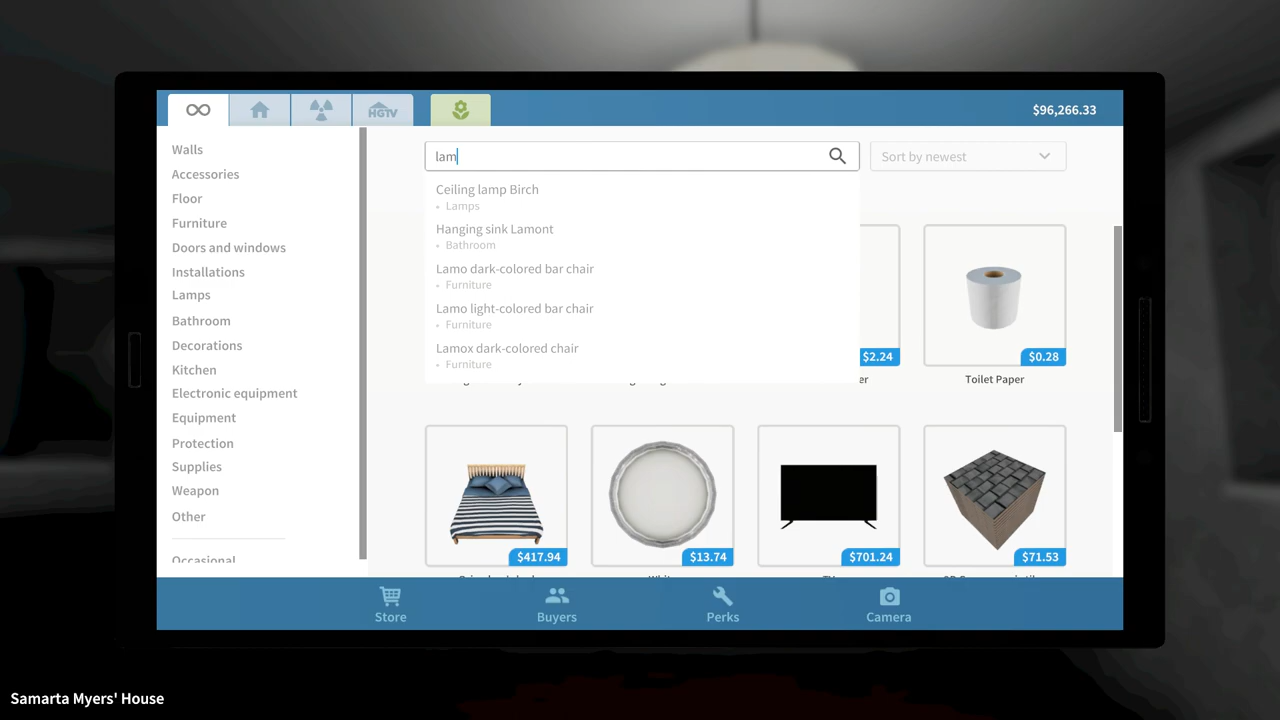 HGTV
$96,266.33
Walls
Accessories
Floor
Furniture
Doors and windows
Installations
Lamps
Bathroom
Decorations
Kitchen
Electronic equipment
Equipment
Protection
Supplies
Weapon
Other
Occasional
lam
Sort by newest
Ceiling lamp Birch
• Lamps
Hanging sink Lamont
• Bathroom
Lamo dark-colored bar chair
• Furniture
Lamo light-colored bar chair
• Furniture
Lamox dark-colored chair
• Furniture
$2.24
$0.28
er
Toilet Paper
$417.94
$13.74
$701.24
$71.53
Store
Buyers
Perks
Camera
Samarta Myers' House